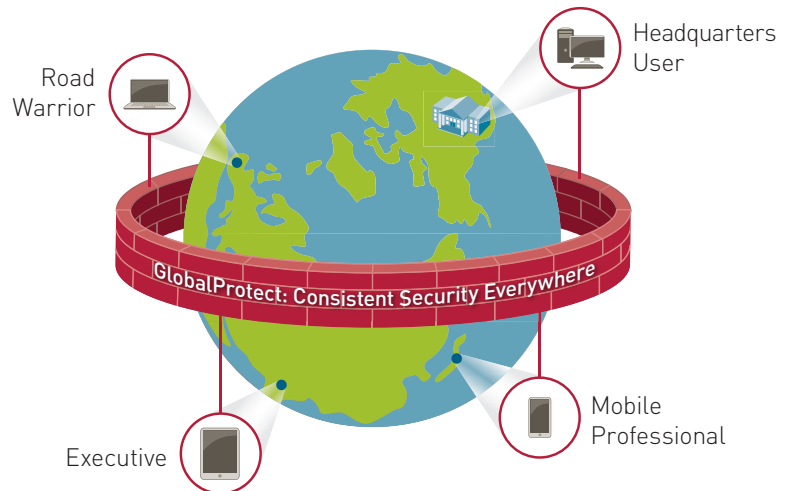 Headquarters
User
Road
Warrior
GlobalProtect: Consistent Security Everywhere
Mobile
Professional
Executive